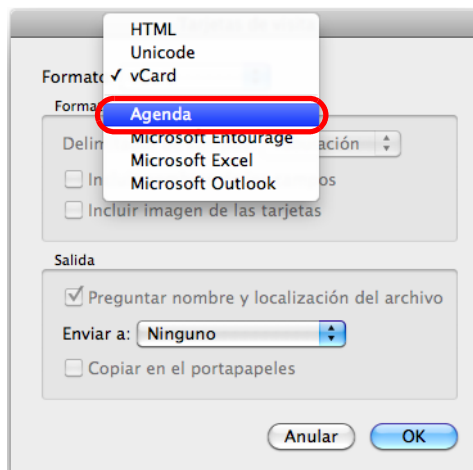 HTML
Unicode
Formato
vCard
Agenda
Microsoft Entourage
Microsoft Excel
Microsoft Outlook
Incluir imagen de las tarjetas
Salida
Preguntar nombre y localización del archivo
Enviar a: Ninguno
Copiar en el portapapeles
Anular OK